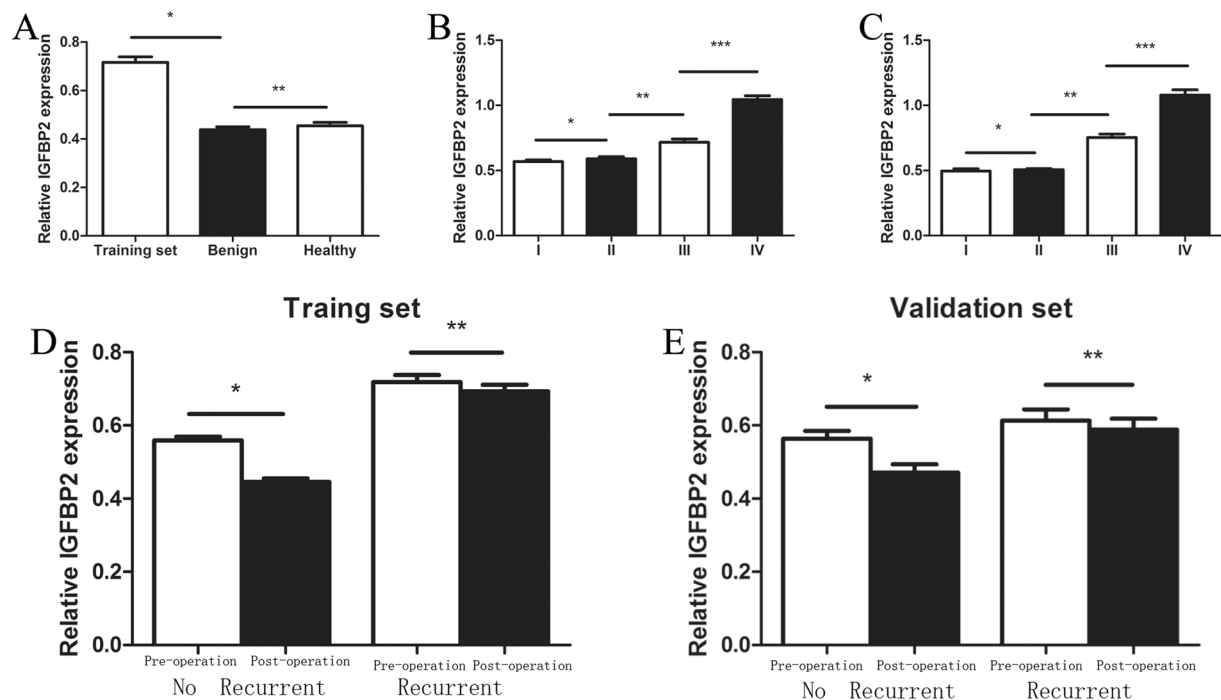 A
Relative IGFBP2 expression
0.8
0.6
0.4
0.2
0.0
*
**
Training set Benign Healthy
B
Relative IGFBP2 expression
1.5
1.0
0.5
0.0
*
**
***
I II III IV
C
Relative IGFBP2 expression
1.5
1.0
0.5
0.0
*
**
***
I II III IV
Traing set
D
Relative IGFBP2 expression
0.8
0.6
0.4
0.2
0.0
*
**
Pre-operation Post-operation Pre-operation Post-operation
No Recurrent Recurrent
Validation set
E
Relative IGFBP2 expression
0.8
0.6
0.4
0.2
0.0
*
**
Pre-operation Post-operation Pre-operation Post-operation
No Recurrent Recurrent